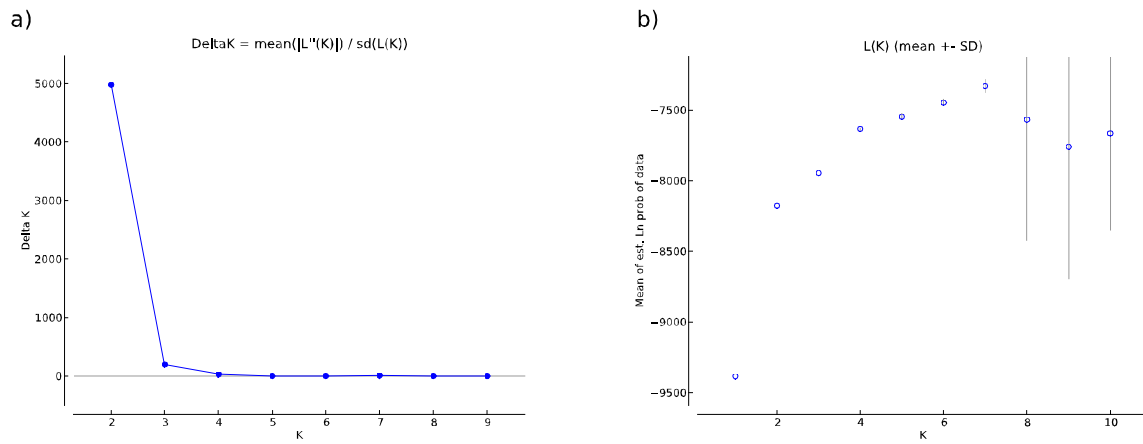 a)
DeltaK = mean(|L"(K)|) / sd(L(K))
5000
4000
3000
2000
1000
0
Delta K
2 3 4 5 6 7 8 9
K
b)
L(K) (mean +- SD)
−7500
−8000
−8500
−9000
−9500
Mean of est. Ln prob of data
2 4 6 8 10
K